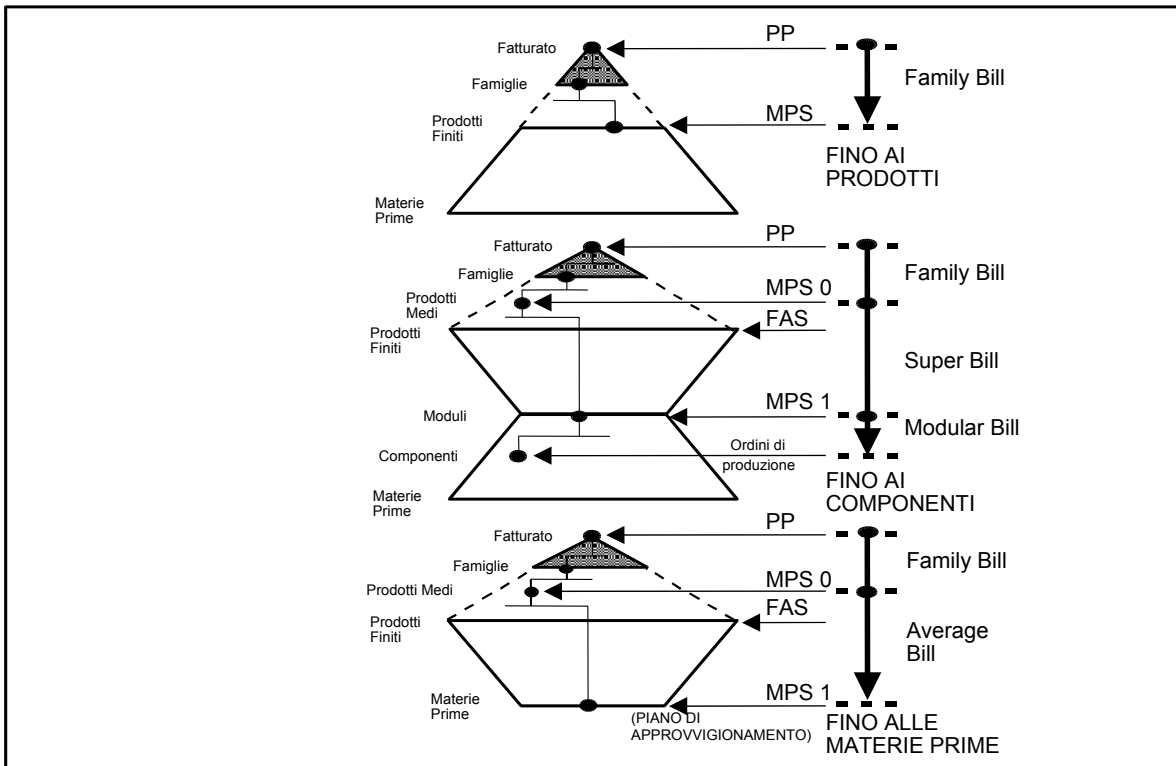 PP
Fatturato
Family Bill
Famiglie
MPS
Prodotti
Finiti
FINO AI
PRODOTTI
Materie
Prime
PP
Fatturato
Family Bill
Famiglie
MPS 0
Prodotti
Medi
FAS
Prodotti
Finiti
Super Bill
MPS 1
Moduli
Modular Bill
Ordini di
produzione
Componenti
FINO AI
COMPONENTI
Materie
Prime
PP
Fatturato
Family Bill
Famiglie
MPS 0
Prodotti Medi
FAS
Prodotti
Finiti
Average
Bill
MPS 1
Materie
Prime
(PIANO DI
APPROVVIGIONAMENTO)
FINO ALLE
MATERIE PRIME